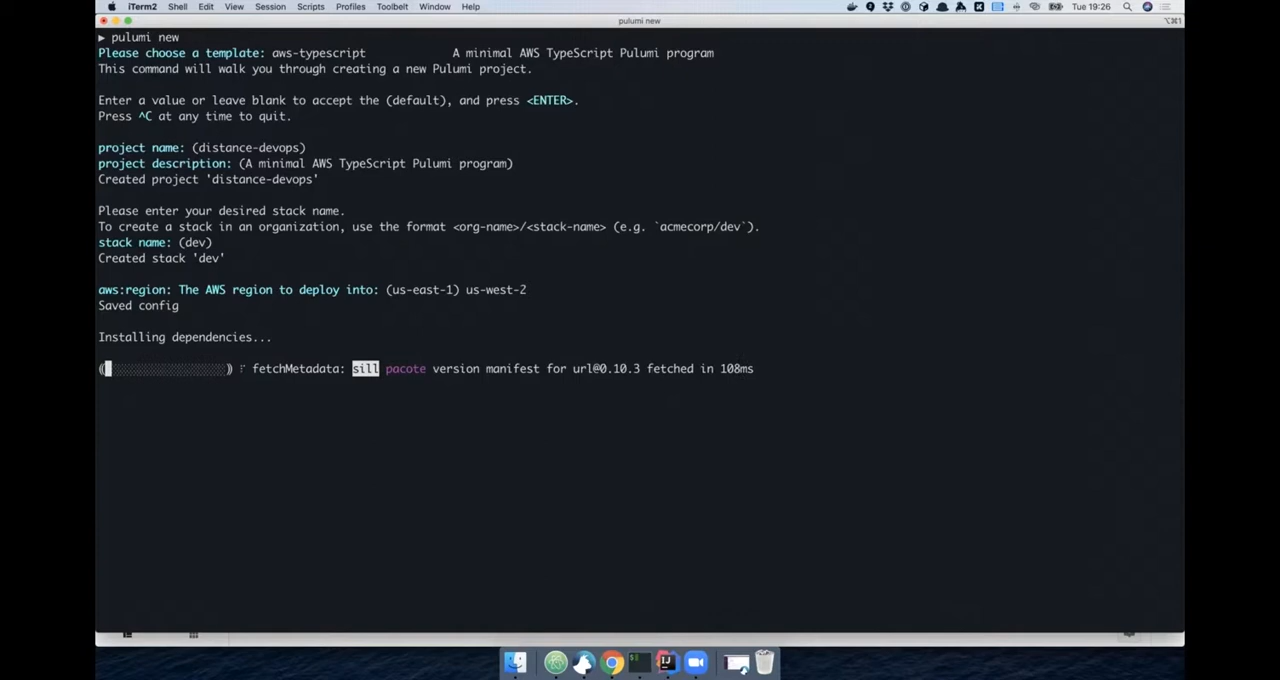 iTerm2 Shell Edit View Session Scripts Profiles Toolbelt Window Help Tue 19:26
pulumi new ⌥⌘1
▶ pulumi new
Please choose a template: aws-typescript A minimal AWS TypeScript Pulumi program
This command will walk you through creating a new Pulumi project.
Enter a value or leave blank to accept the (default), and press <ENTER>.
Press ^C at any time to quit.
project name: (distance-devops)
project description: (A minimal AWS TypeScript Pulumi program)
Created project 'distance-devops'
Please enter your desired stack name.
To create a stack in an organization, use the format <org-name>/<stack-name> (e.g. `acmecorp/dev`).
stack name: (dev)
Created stack 'dev'
aws:region: The AWS region to deploy into: (us-east-1) us-west-2
Saved config
Installing dependencies...
fetchMetadata: sill pacote version manifest for url@0.10.3 fetched in 108ms
IJ